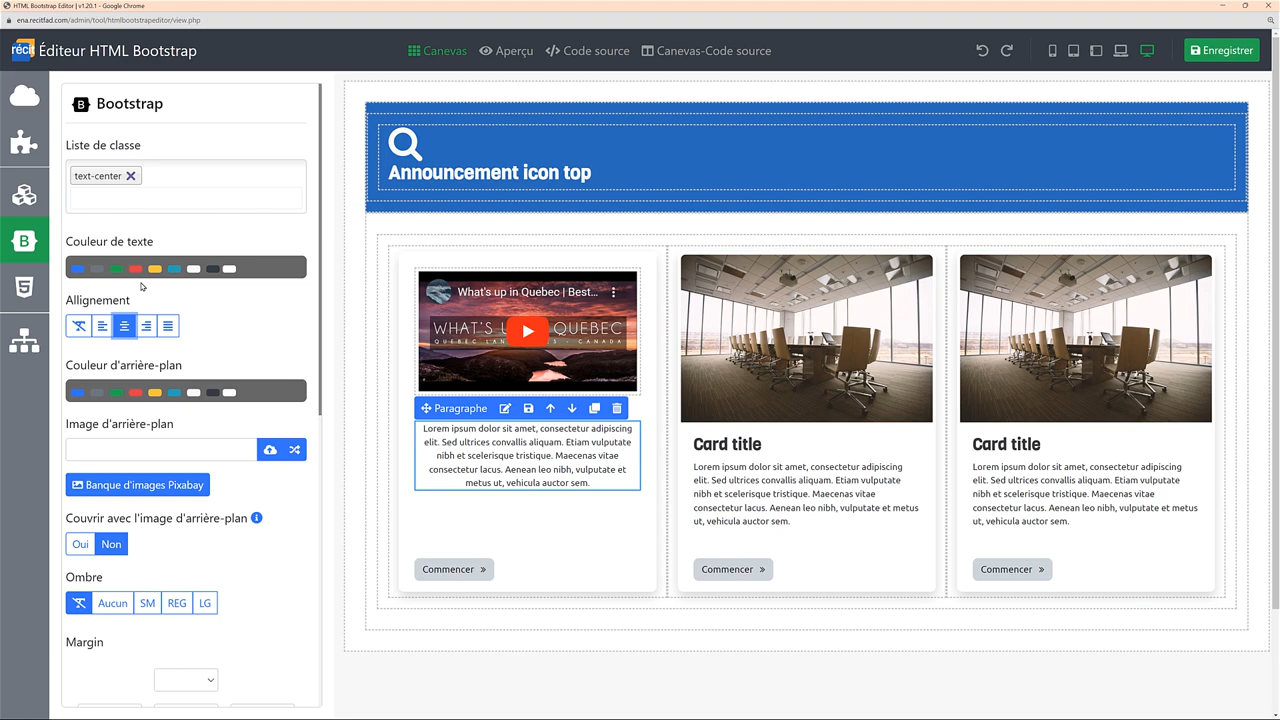 HTML Bootstrap Editor | v1.20.1 - Google Chrome
ena.recitfad.com/admin/tool/htmlbootstrapeditor/view.php
récit Éditeur HTML Bootstrap
Canevas Aperçu Code source Canevas-Code source
Enregistrer
Bootstrap
Liste de classe
text-center
Couleur de texte
Allignement
Couleur d'arrière-plan
Image d'arrière-plan
Banque d'images Pixabay
Couvrir avec l'image d'arrière-plan
Oui Non
Ombre
Aucun SM REG LG
Margin
Announcement icon top
What's up in Quebec | Best...
Paragraphe
Lorem ipsum dolor sit amet, consectetur adipiscing
elit. Sed ultrices convallis aliquam. Etiam vulputate
nibh et scelerisque tristique. Maecenas vitae
consectetur lacus. Aenean leo nibh, vulputate et
metus ut, vehicula auctor sem.
Commencer »
Card title
Lorem ipsum dolor sit amet, consectetur adipiscing
elit. Sed ultrices convallis aliquam. Etiam vulputate
nibh et scelerisque tristique. Maecenas vitae
consectetur lacus. Aenean leo nibh, vulputate et metus
ut, vehicula auctor sem.
Commencer »
Card title
Lorem ipsum dolor sit amet, consectetur adipiscing
elit. Sed ultrices convallis aliquam. Etiam vulputate
nibh et scelerisque tristique. Maecenas vitae
consectetur lacus. Aenean leo nibh, vulputate et metus
ut, vehicula auctor sem.
Commencer »